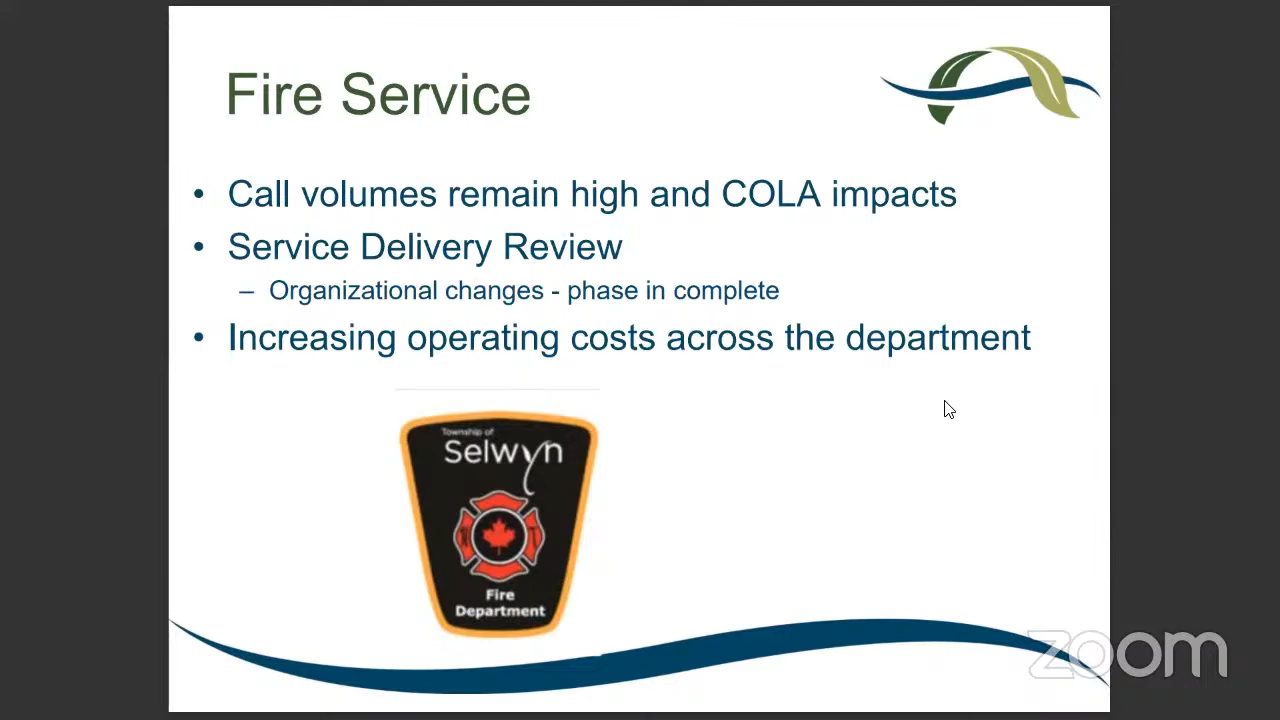 Fire Service
• Call volumes remain high and COLA impacts
• Service Delivery Review
– Organizational changes - phase in complete
• Increasing operating costs across the department
Township of
Selwyn
Fire
Department
zoom